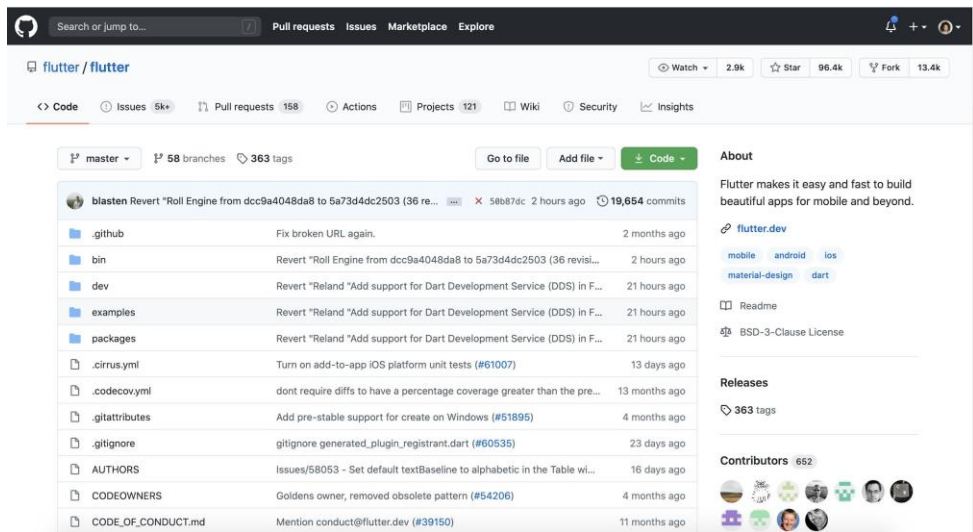 Search or jump to... / Pull requests Issues Marketplace Explore
flutter / flutter Watch 2.9k Star 96.4k Fork 13.4k
<> Code Issues 5k+ Pull requests 158 Actions Projects 121 Wiki Security Insights
master 58 branches 363 tags Go to file Add file Code
blasten Revert "Roll Engine from dcc9a4048da8 to 5a73d4dc2503 (36 re... ... 50b87dc 2 hours ago 19,654 commits
.github Fix broken URL again. 2 months ago
bin Revert "Roll Engine from dcc9a4048da8 to 5a73d4dc2503 (36 revisi... 2 hours ago
dev Revert "Reland "Add support for Dart Development Service (DDS) in F... 21 hours ago
examples Revert "Reland "Add support for Dart Development Service (DDS) in F... 21 hours ago
packages Revert "Reland "Add support for Dart Development Service (DDS) in F... 21 hours ago
.cirrus.yml Turn on add-to-app iOS platform unit tests (#61007) 13 days ago
.codecov.yml dont require diffs to have a percentage coverage greater than the pre... 13 months ago
.gitattributes Add pre-stable support for create on Windows (#51895) 4 months ago
.gitignore gitignore generated_plugin_registrant.dart (#60535) 23 days ago
AUTHORS Issues/58053 - Set default textBaseline to alphabetic in the Table wi... 16 days ago
CODEOWNERS Goldens owner, removed obsolete pattern (#54206) 4 months ago
CODE_OF_CONDUCT.md Mention conduct@flutter.dev (#39150) 11 months ago
About
Flutter makes it easy and fast to build
beautiful apps for mobile and beyond.
flutter.dev
mobile android ios
material-design dart
Readme
BSD-3-Clause License
Releases
363 tags
Contributors 652